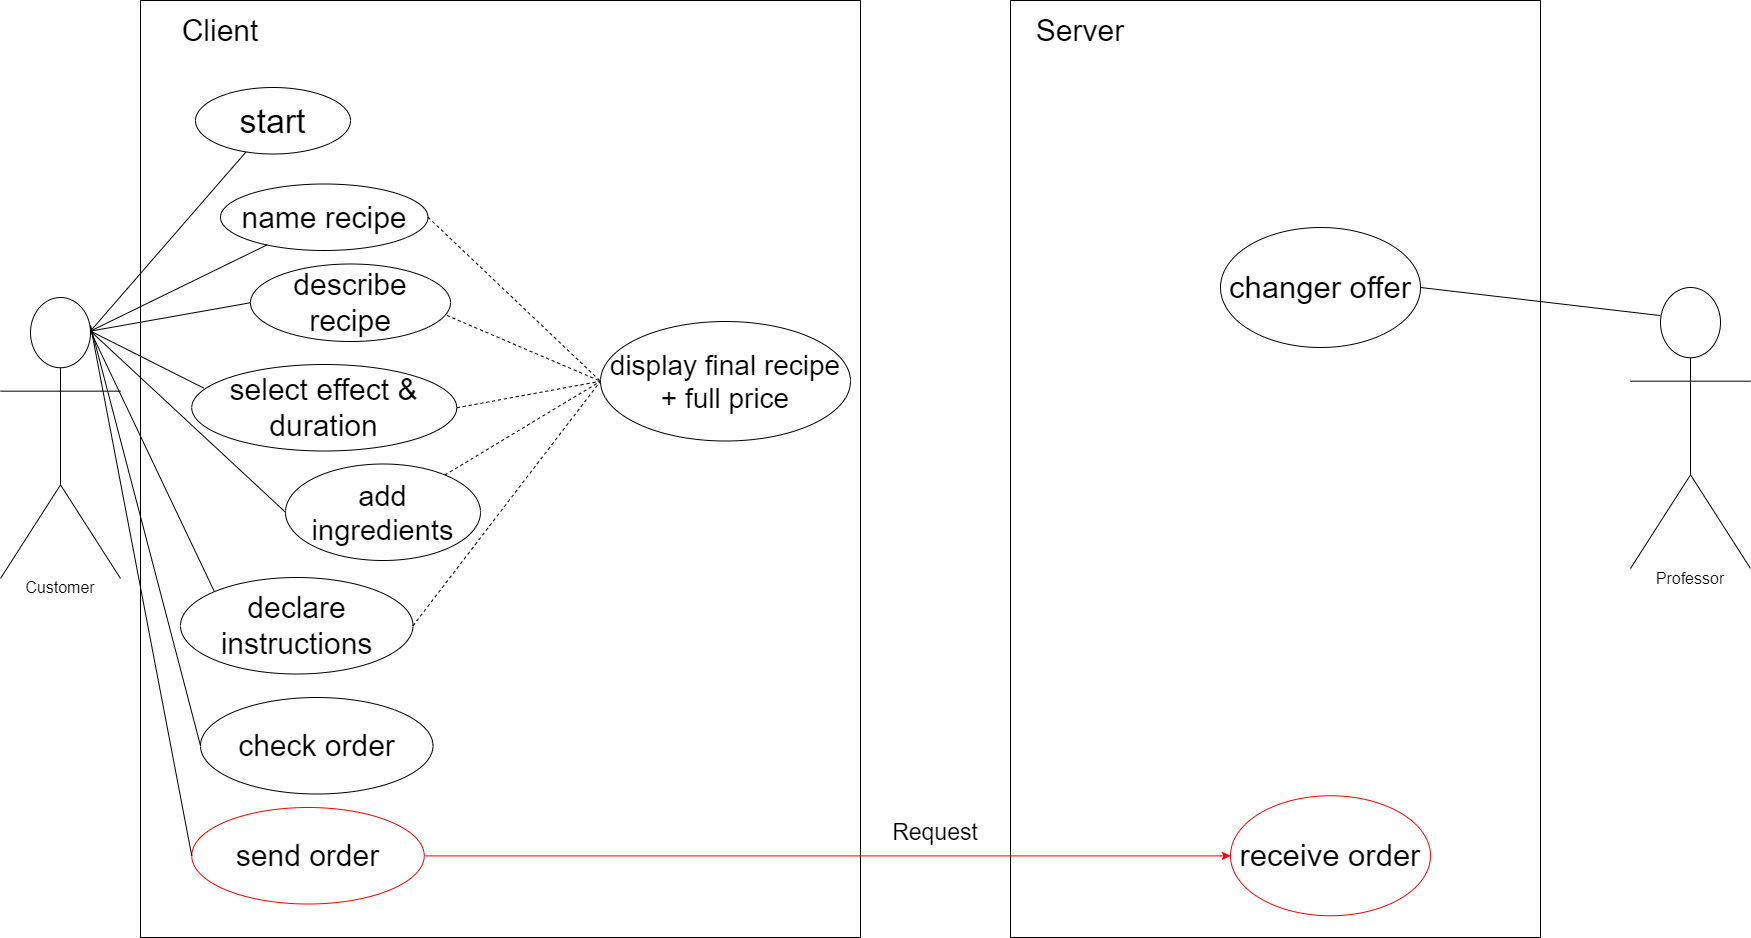 Client
start
name recipe
describe
recipe
select effect &
duration
add
ingredients
declare
instructions
check order
send order
display final recipe
+ full price
Customer
Request
Server
changer offer
receive order
Professor